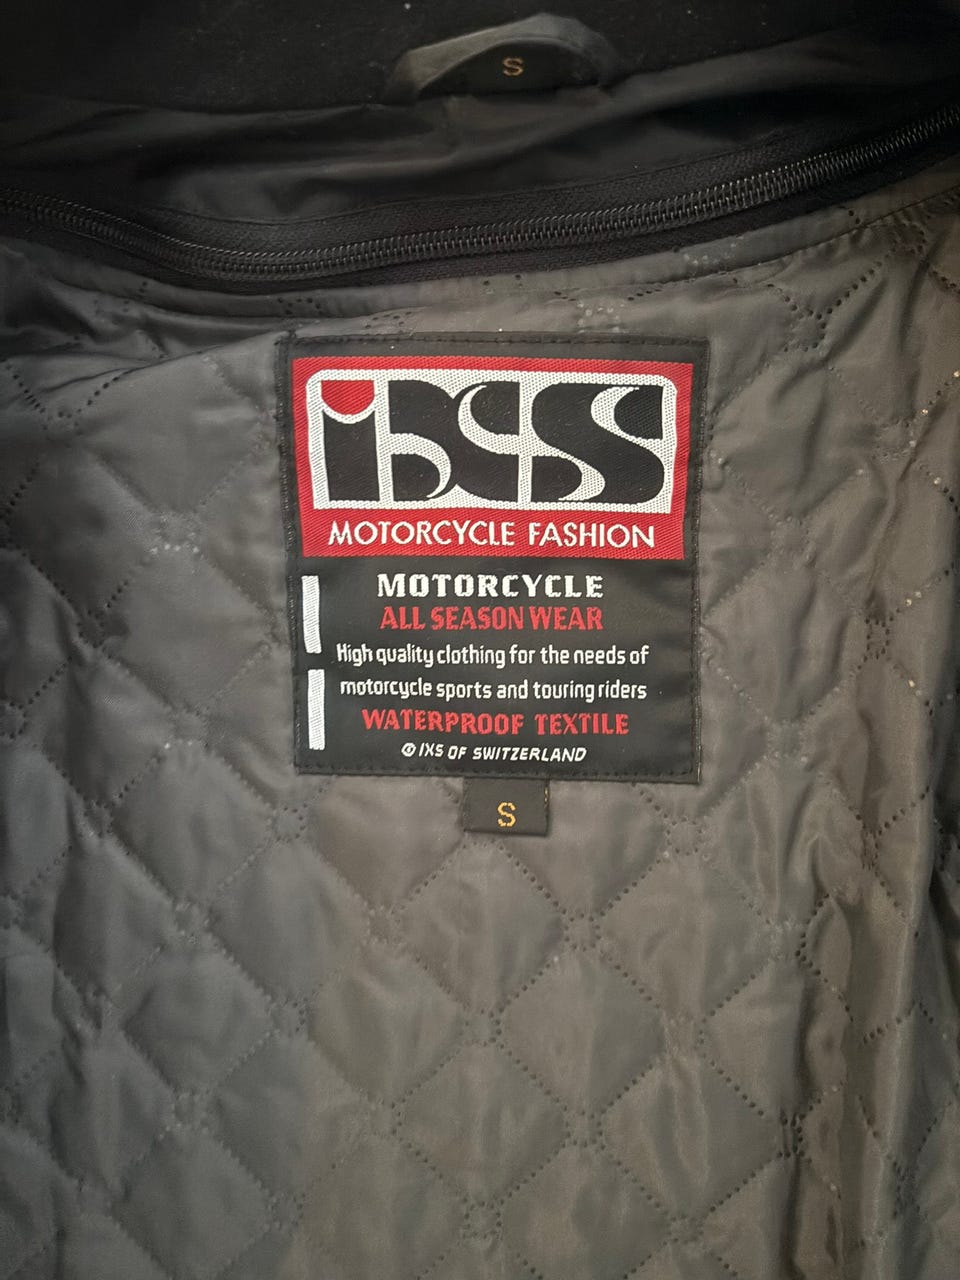 S
iXS
MOTORCYCLE FASHION
MOTORCYCLE
ALL SEASON WEAR
High quality clothing for the needs of
motorcycle sports and touring riders
WATERPROOF TEXTILE
© IXS OF SWITZERLAND
S